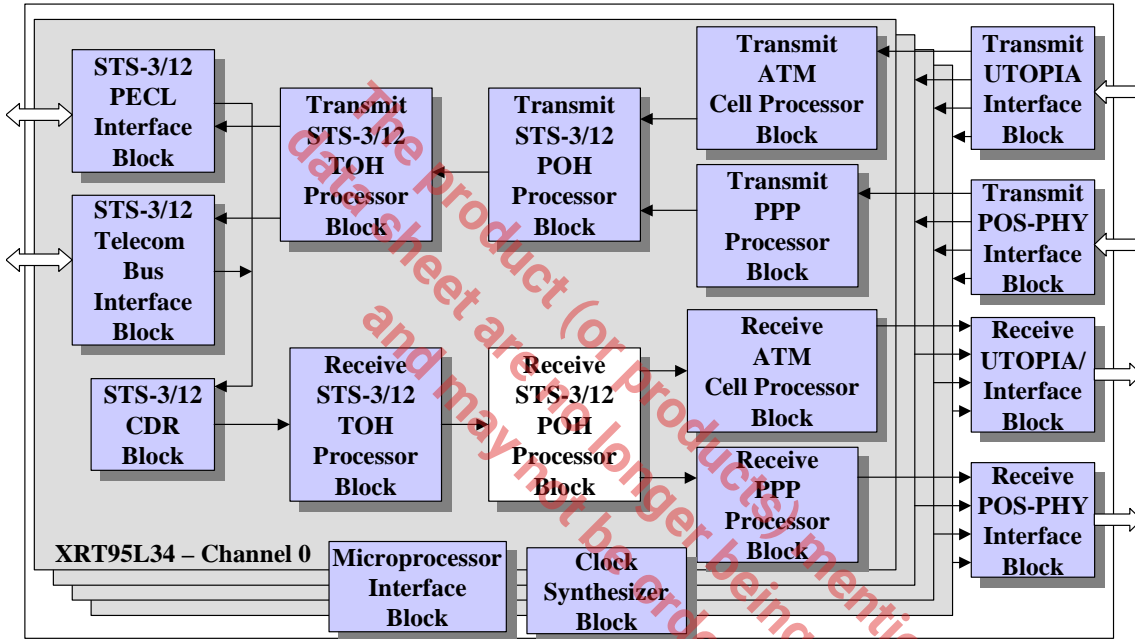 STS-3/12
PECL
Interface
Block
STS-3/12
Telecom
Bus
Interface
Block
STS-3/12
CDR
Block
Transmit
STS-3/12
TOH
Processor
Block
Transmit
STS-3/12
POH
Processor
Block
Transmit
ATM
Cell Processor
Block
Transmit
PPP
Processor
Block
Transmit
UTOPIA
Interface
Block
Transmit
POS-PHY
Interface
Block
Receive
STS-3/12
TOH
Processor
Block
Receive
STS-3/12
POH
Processor
Block
Receive
ATM
Cell Processor
Block
Receive
PPP
Processor
Block
Receive
UTOPIA/
Interface
Block
Receive
POS-PHY
Interface
Block
XRT95L34 – Channel 0
Microprocessor
Interface
Block
Clock
Synthesizer
Block
The product (or products) mentio
data sheet are no longer being
and may not be orde